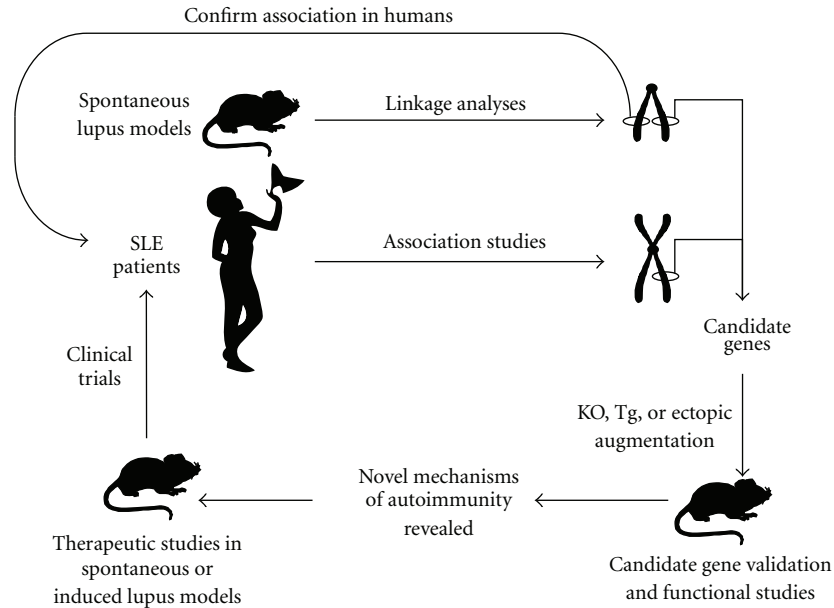 Confirm association in humans
Spontaneous
lupus models
Linkage analyses
SLE
patients
Association studies
Candidate
genes
Clinical
trials
KO, Tg, or ectopic
augmentation
Novel mechanisms
of autoimmunity
revealed
Therapeutic studies in
spontaneous or
induced lupus models
Candidate gene validation
and functional studies